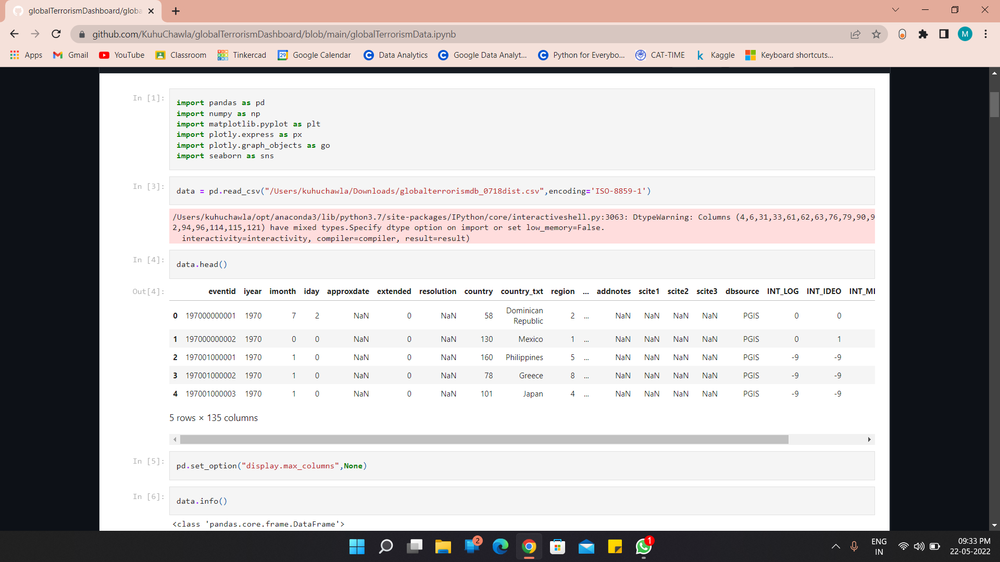 globalTerrorismDashboard/globa
github.com/KuhuChawla/globalTerrorismDashboard/blob/main/globalTerrorismData.ipynb
M
Apps Gmail YouTube Classroom Tinkercad Google Calendar Data Analytics Google Data Analyt... Python for Everybo... CAT-TIME Kaggle Keyboard shortcuts...
In [1]:
import pandas as pd
import numpy as np
import matplotlib.pyplot as plt
import plotly.express as px
import plotly.graph_objects as go
import seaborn as sns
In [3]:
data = pd.read_csv("/Users/kuhuchawla/Downloads/globalterrorismdb_0718dist.csv",encoding='ISO-8859-1')
/Users/kuhuchawla/opt/anaconda3/lib/python3.7/site-packages/IPython/core/interactiveshell.py:3063: DtypeWarning: Columns (4,6,31,33,61,62,63,76,79,90,9
2,94,96,114,115,121) have mixed types.Specify dtype option on import or set low_memory=False.
interactivity=interactivity, compiler=compiler, result=result)
In [4]:
data.head()
Out[4]:
eventid iyear imonth iday approxdate extended resolution country country_txt region ... addnotes scite1 scite2 scite3 dbsource INT_LOG INT_IDEO INT_MI
0 197000000001 1970 7 2 NaN 0 NaN 58 Dominican Republic 2 ... NaN NaN NaN NaN PGIS 0 0
1 197000000002 1970 0 0 NaN 0 NaN 130 Mexico 1 ... NaN NaN NaN NaN PGIS 0 1
2 197001000001 1970 1 0 NaN 0 NaN 160 Philippines 5 ... NaN NaN NaN NaN PGIS -9 -9
3 197001000002 1970 1 0 NaN 0 NaN 78 Greece 8 ... NaN NaN NaN NaN PGIS -9 -9
4 197001000003 1970 1 0 NaN 0 NaN 101 Japan 4 ... NaN NaN NaN NaN PGIS -9 -9
5 rows × 135 columns
In [5]:
pd.set_option("display.max_columns",None)
In [6]:
data.info()
<class 'pandas.core.frame.DataFrame'>
2
1
ENG
IN
09:33 PM
22-05-2022